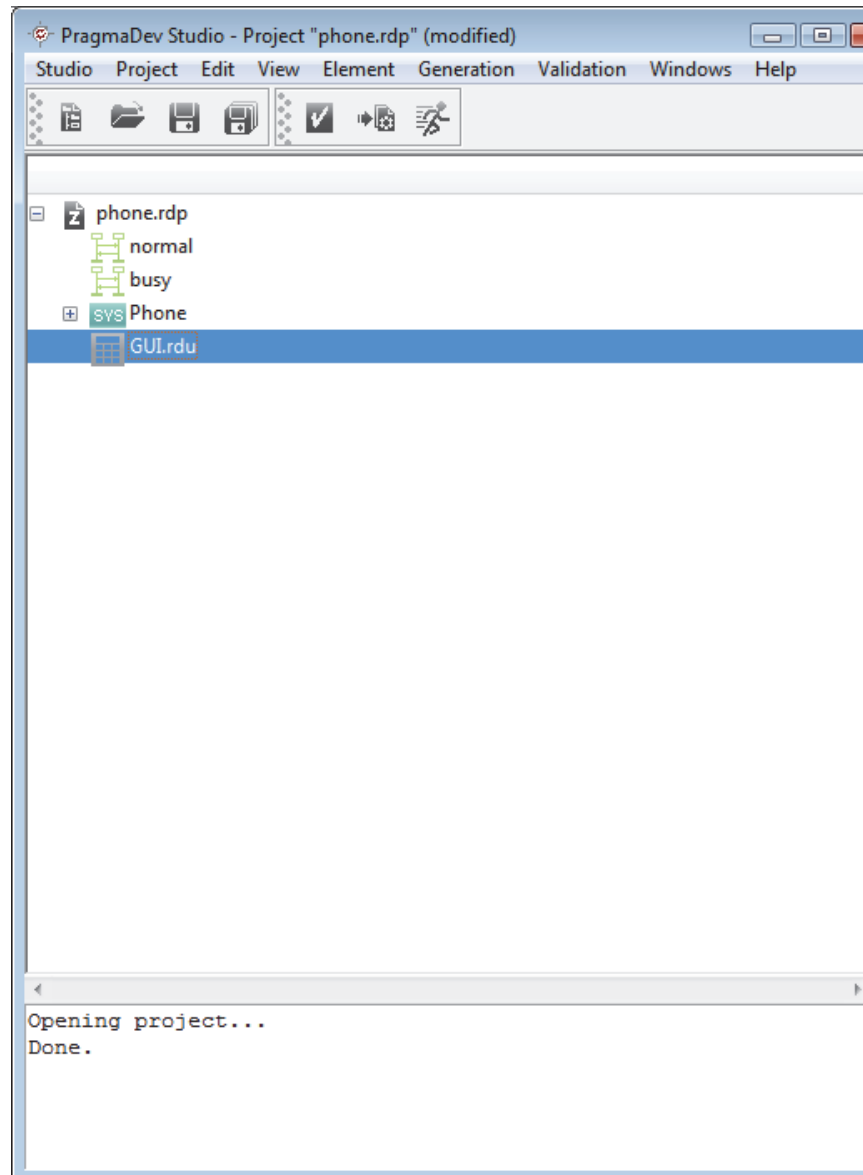 PragmaDev Studio - Project "phone.rdp" (modified)
Studio Project Edit View Element Generation Validation Windows Help
phone.rdp
normal
busy
SYS Phone
GUI.rdu
Opening project...
Done.